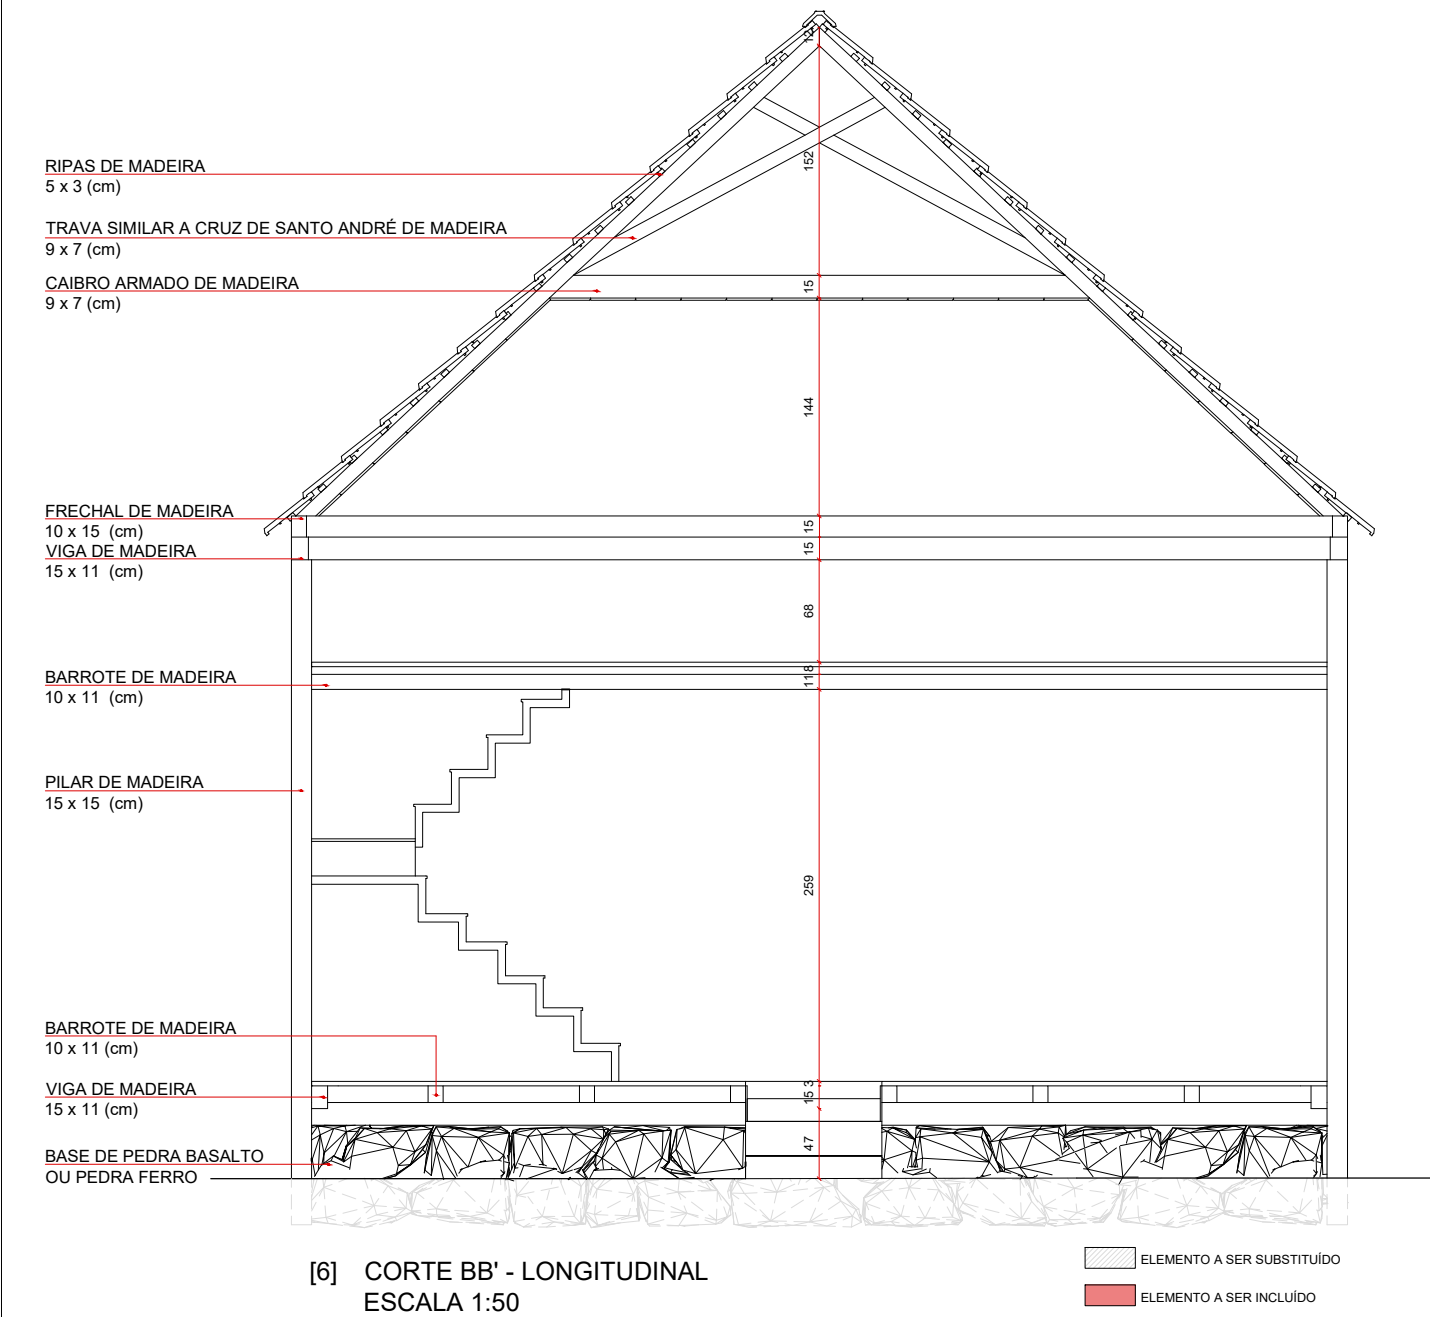 12
RIPAS DE MADEIRA
5 x 3 (cm)
152
TRAVA SIMILAR A CRUZ DE SANTO ANDRÉ DE MADEIRA
9 x 7 (cm)
CAIBRO ARMADO DE MADEIRA
9 x 7 (cm)
15
144
FRECHAL DE MADEIRA
10 x 15 (cm)
15
VIGA DE MADEIRA
15 x 11 (cm)
15
68
BARROTE DE MADEIRA
10 x 11 (cm)
8
11
PILAR DE MADEIRA
15 x 15 (cm)
259
BARROTE DE MADEIRA
10 x 11 (cm)
VIGA DE MADEIRA
15 x 11 (cm)
3
15
47
BASE DE PEDRA BASALTO
OU PEDRA FERRO
[6] CORTE BB' - LONGITUDINAL
ESCALA 1:50
ELEMENTO A SER SUBSTITUÍDO
ELEMENTO A SER INCLUÍDO